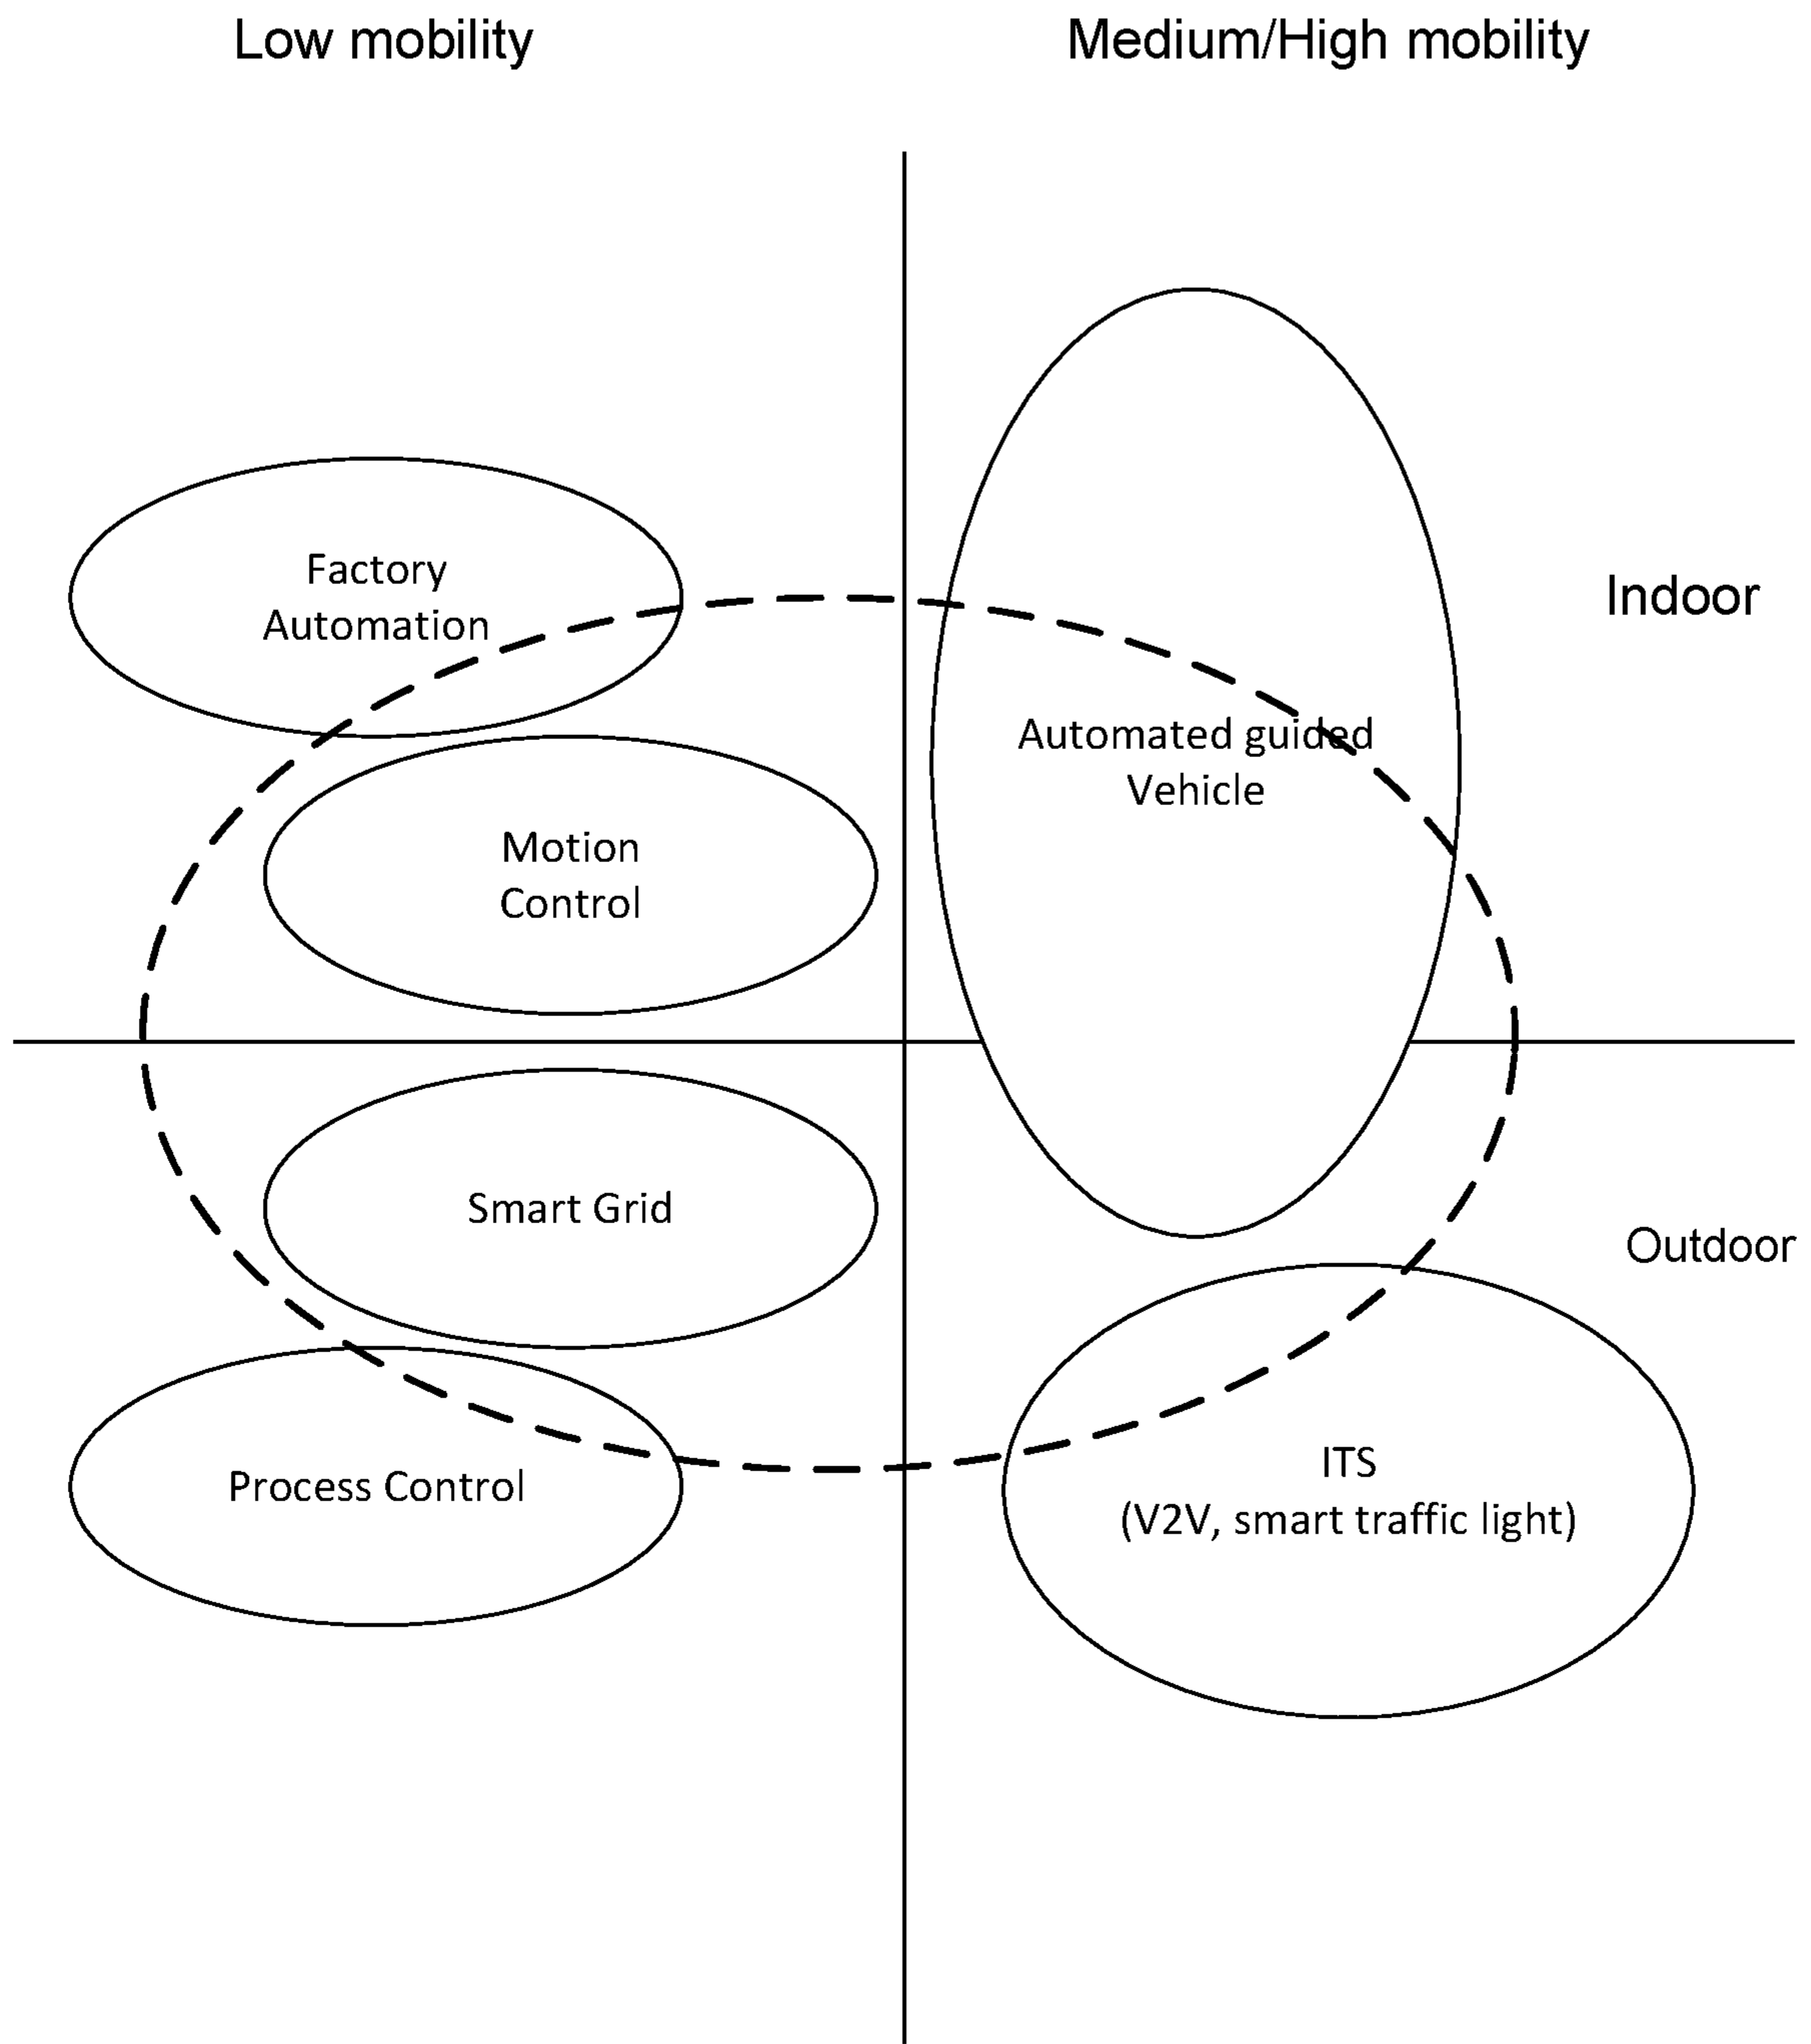 Low mobility
Medium/High mobility
Factory
Automation
Indoor
Automated guided
Vehicle
Motion
Control
Smart Grid
Outdoor
Process Control
ITS
(V2V, smart traffic light)